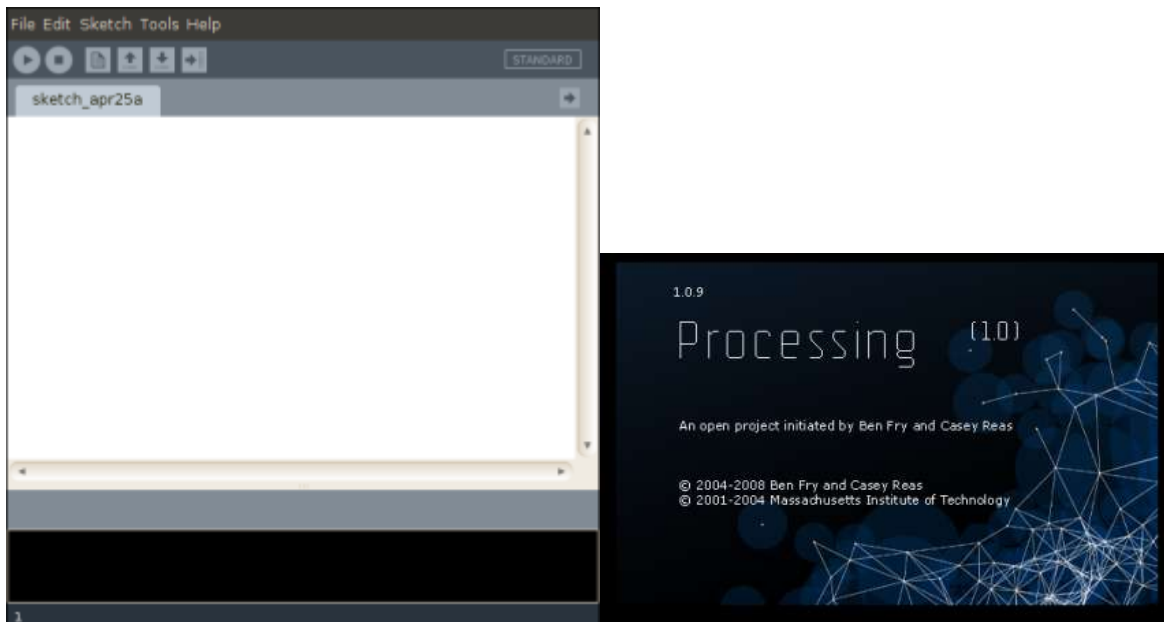 File Edit Sketch Tools Help
STANDARD
sketch_apr25a
1
1.0.9
Processing (1.0)
An open project initiated by Ben Fry and Casey Reas
© 2004-2008 Ben Fry and Casey Reas
© 2001-2004 Massachusetts Institute of Technology